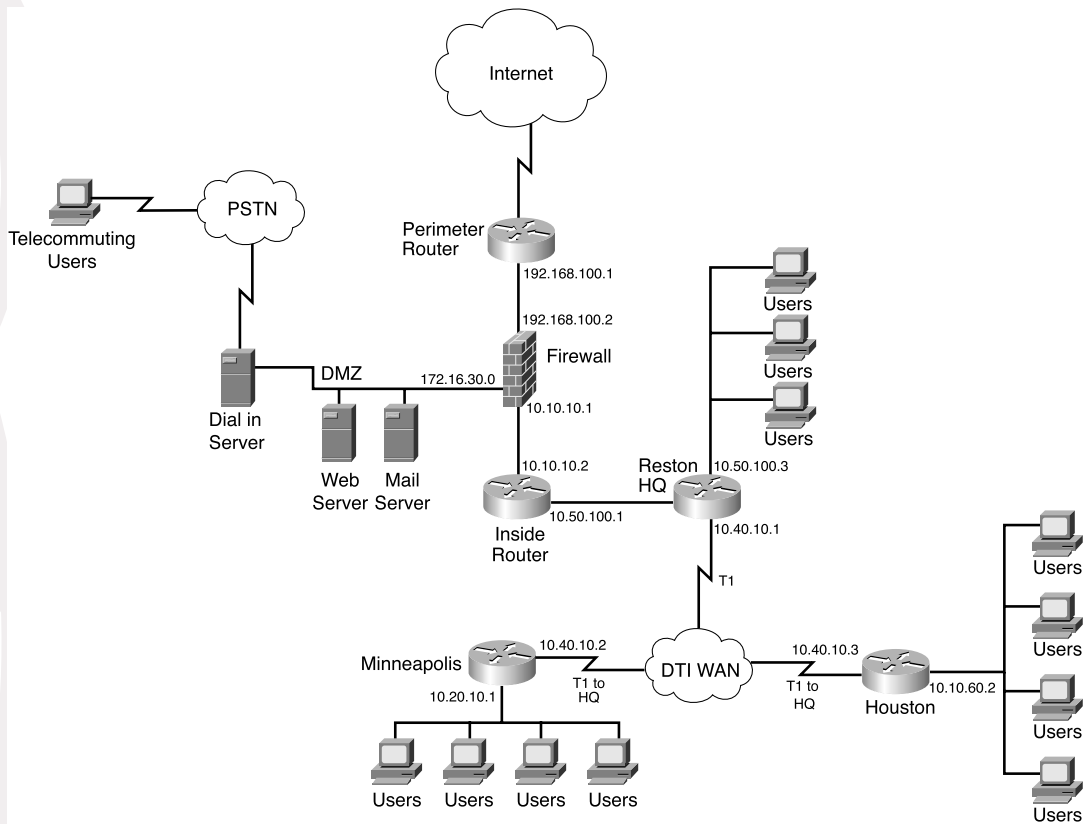 Internet
PSTN
Telecommuting
Users
Perimeter
Router
192.168.100.1
192.168.100.2
Firewall
DMZ
172.16.30.0
10.10.10.1
Dial in
Server
Web
Server
Mail
Server
Users
Users
Users
10.10.10.2
Reston
HQ
10.50.100.3
10.50.100.1
10.40.10.1
Inside
Router
T1
Minneapolis
10.40.10.2
10.20.10.1
T1 to
HQ
DTI WAN
10.40.10.3
T1 to
HQ
Houston
10.10.60.2
Users
Users
Users
Users
Users
Users
Users
Users